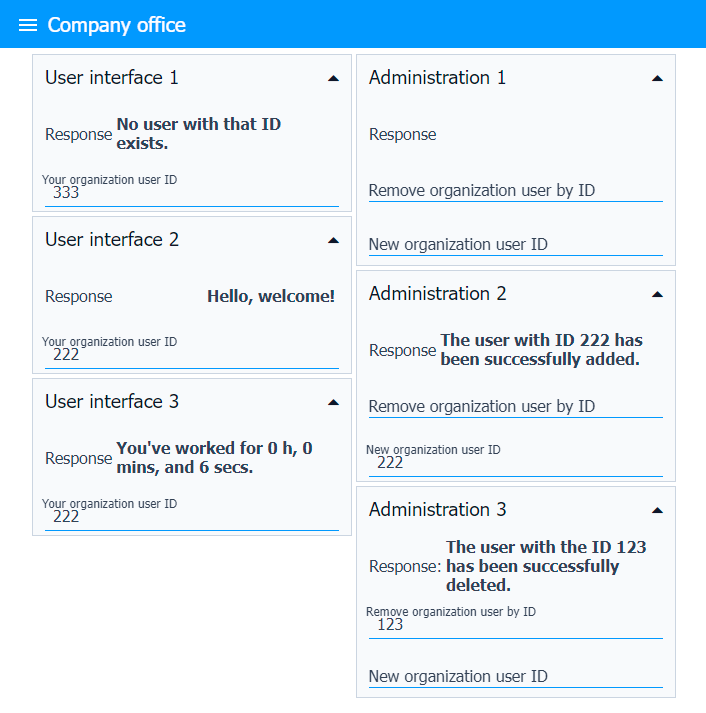 Company office
User interface 1
Response
No user with that ID
exists.
Your organization user ID
333
User interface 2
Response
Hello, welcome!
Your organization user ID
222
User interface 3
Response
You've worked for 0 h, 0
mins, and 6 secs.
Your organization user ID
222
Administration 1
Response
Remove organization user by ID
New organization user ID
Administration 2
Response
The user with ID 222 has
been successfully added.
Remove organization user by ID
New organization user ID
222
Administration 3
Response:
The user with the ID 123
has been successfully
deleted.
Remove organization user by ID
123
New organization user ID